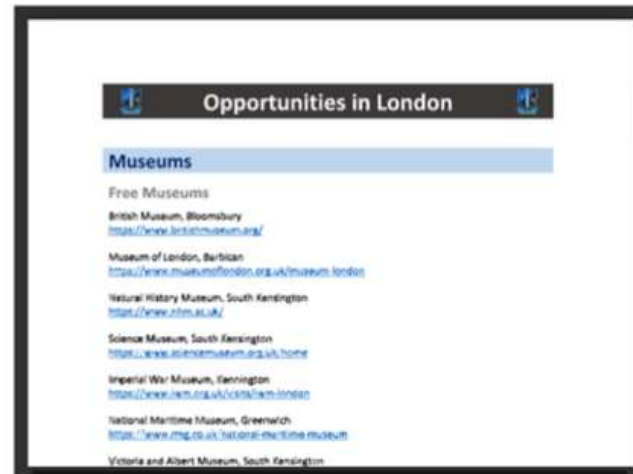 Opportunities in London
Museums
Free Museums
British Museum, Bloomsbury
https://www.britishmuseum.org/
Museum of London, Barbican
https://www.museumoflondon.org.uk/museum-london
Natural History Museum, South Kensington
https://www.nhm.ac.uk/
Science Museum, South Kensington
https://www.sciencemuseum.org.uk/home
Imperial War Museum, Kennington
https://www.iwm.org.uk/visits/iwm-london
National Maritime Museum, Greenwich
https://www.rmg.co.uk/national-maritime-museum
Victoria and Albert Museum, South Kensington